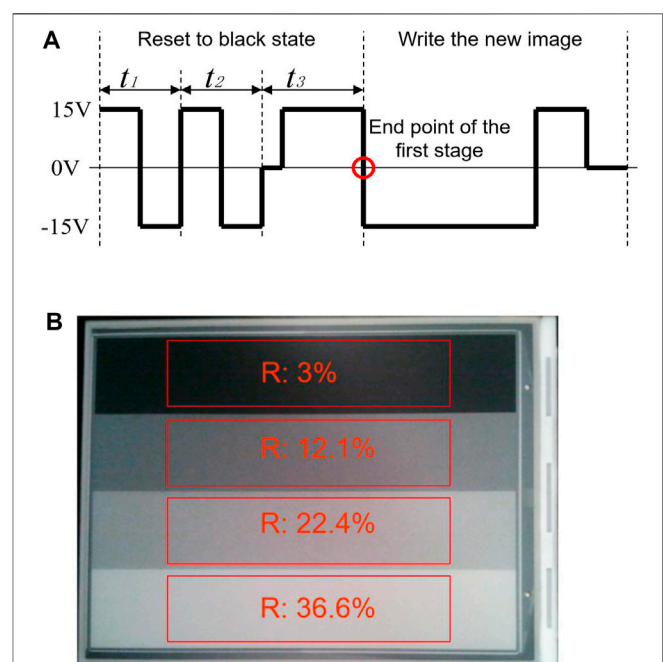 A
Reset to black state
Write the new image
t1
t2
t3
15V
End point of the
first stage
0V
-15V
B
R: 3%
R: 12.1%
R: 22.4%
R: 36.6%